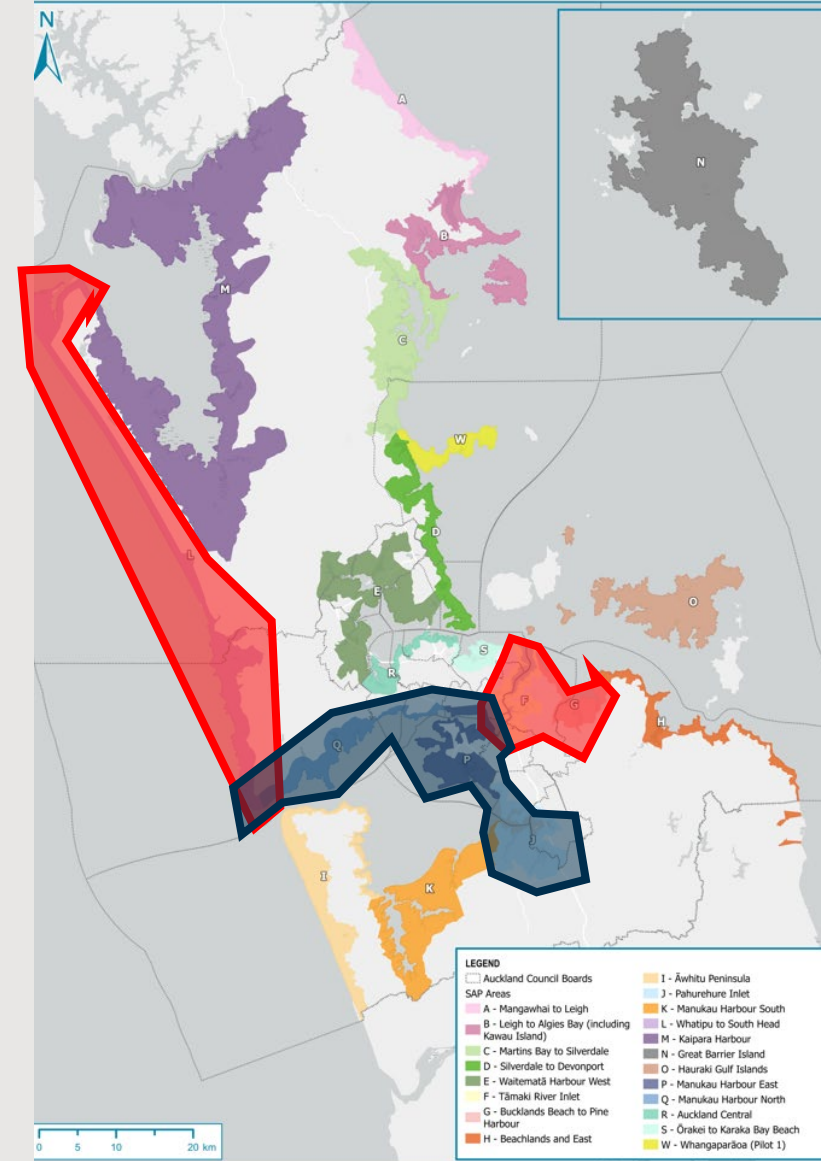 N
A
N
B
M
C
W
L
D
E
O
S
R
F
G
H
Q
P
J
K
I
LEGEND
Auckland Council Boards
SAP Areas
A - Mangawhai to Leigh
B - Leigh to Algies Bay (including
Kawau Island)
C - Martins Bay to Silverdale
D - Silverdale to Devonport
E - Waitematā Harbour West
F - Tāmaki River Inlet
G - Bucklands Beach to Pine
Harbour
H - Beachlands and East
I - Āwhitu Peninsula
J - Pahurehure Inlet
K - Manukau Harbour South
L - Whatipu to South Head
M - Kaipara Harbour
N - Great Barrier Island
O - Hauraki Gulf Islands
P - Manukau Harbour East
Q - Manukau Harbour North
R - Auckland Central
S - Ōrakei to Karaka Bay Beach
W - Whangaparāoa (Pilot 1)
0 5 10 20 km